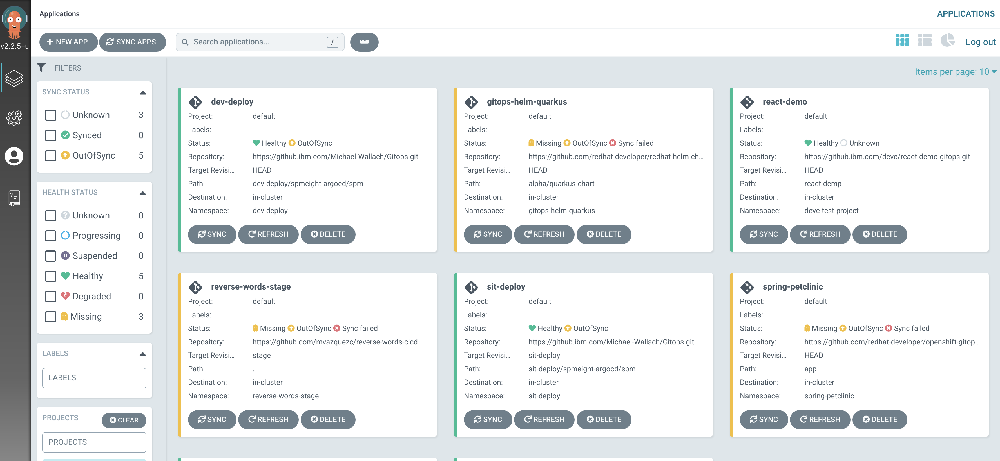 Applications
APPLICATIONS
v2.2.5+u
NEW APP
SYNC APPS
Search applications...
/
Log out
FILTERS
Items per page: 10
SYNC STATUS
Unknown 3
Synced 0
OutOfSync 5
HEALTH STATUS
Unknown 0
Progressing 0
Suspended 0
Healthy 5
Degraded 0
Missing 3
LABELS
LABELS
PROJECTS
CLEAR
PROJECTS
dev-deploy
Project: default
Labels:
Status: Healthy OutOfSync
Repository: https://github.ibm.com/Michael-Wallach/Gitops.git
Target Revisi... HEAD
Path: dev-deploy/spmeight-argocd/spm
Destination: in-cluster
Namespace: dev-deploy
SYNC REFRESH DELETE
gitops-helm-quarkus
Project: default
Labels:
Status: Missing OutOfSync Sync failed
Repository: https://github.com/redhat-developer/redhat-helm-ch...
Target Revisi... HEAD
Path: alpha/quarkus-chart
Destination: in-cluster
Namespace: gitops-helm-quarkus
SYNC REFRESH DELETE
react-demo
Project: default
Labels:
Status: Healthy Unknown
Repository: https://github.ibm.com/devc/react-demo-gitops.git
Target Revisi... HEAD
Path: react-demp
Destination: in-cluster
Namespace: devc-test-project
SYNC REFRESH DELETE
reverse-words-stage
Project: default
Labels:
Status: Missing OutOfSync Sync failed
Repository: https://github.com/mvazquezc/reverse-words-cicd
Target Revisi... stage
Path: .
Destination: in-cluster
Namespace: reverse-words-stage
SYNC REFRESH DELETE
sit-deploy
Project: default
Labels:
Status: Healthy OutOfSync
Repository: https://github.ibm.com/Michael-Wallach/Gitops.git
Target Revisi... sit-deploy
Path: sit-deploy/spmeight-argocd/spm
Destination: in-cluster
Namespace: sit-deploy
SYNC REFRESH DELETE
spring-petclinic
Project: default
Labels:
Status: Missing OutOfSync Sync failed
Repository: https://github.com/redhat-developer/openshift-gitop...
Target Revisi... HEAD
Path: app
Destination: in-cluster
Namespace: spring-petclinic
SYNC REFRESH DELETE